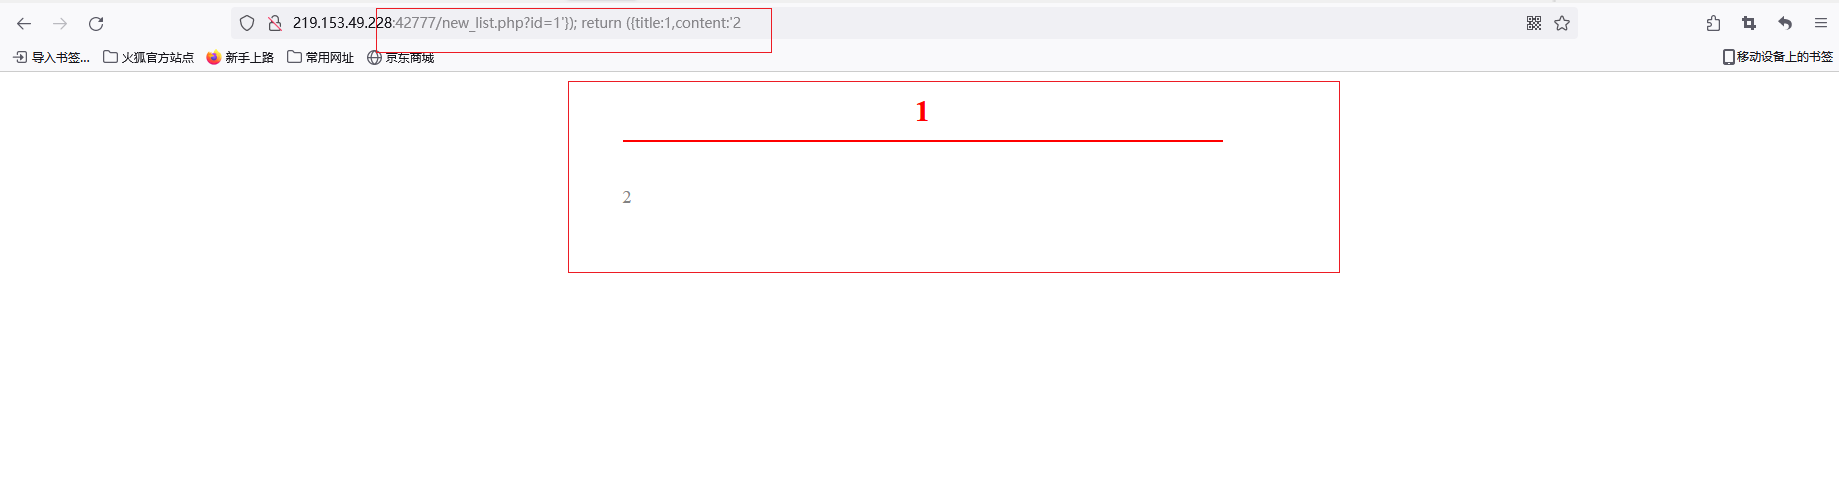 219.153.49.228:42777/new_list.php?id=1'}); return ({title:1,content:'2
导入书签... 火狐官方站点 新手上路 常用网址 京东商城 移动设备上的书签
1
2